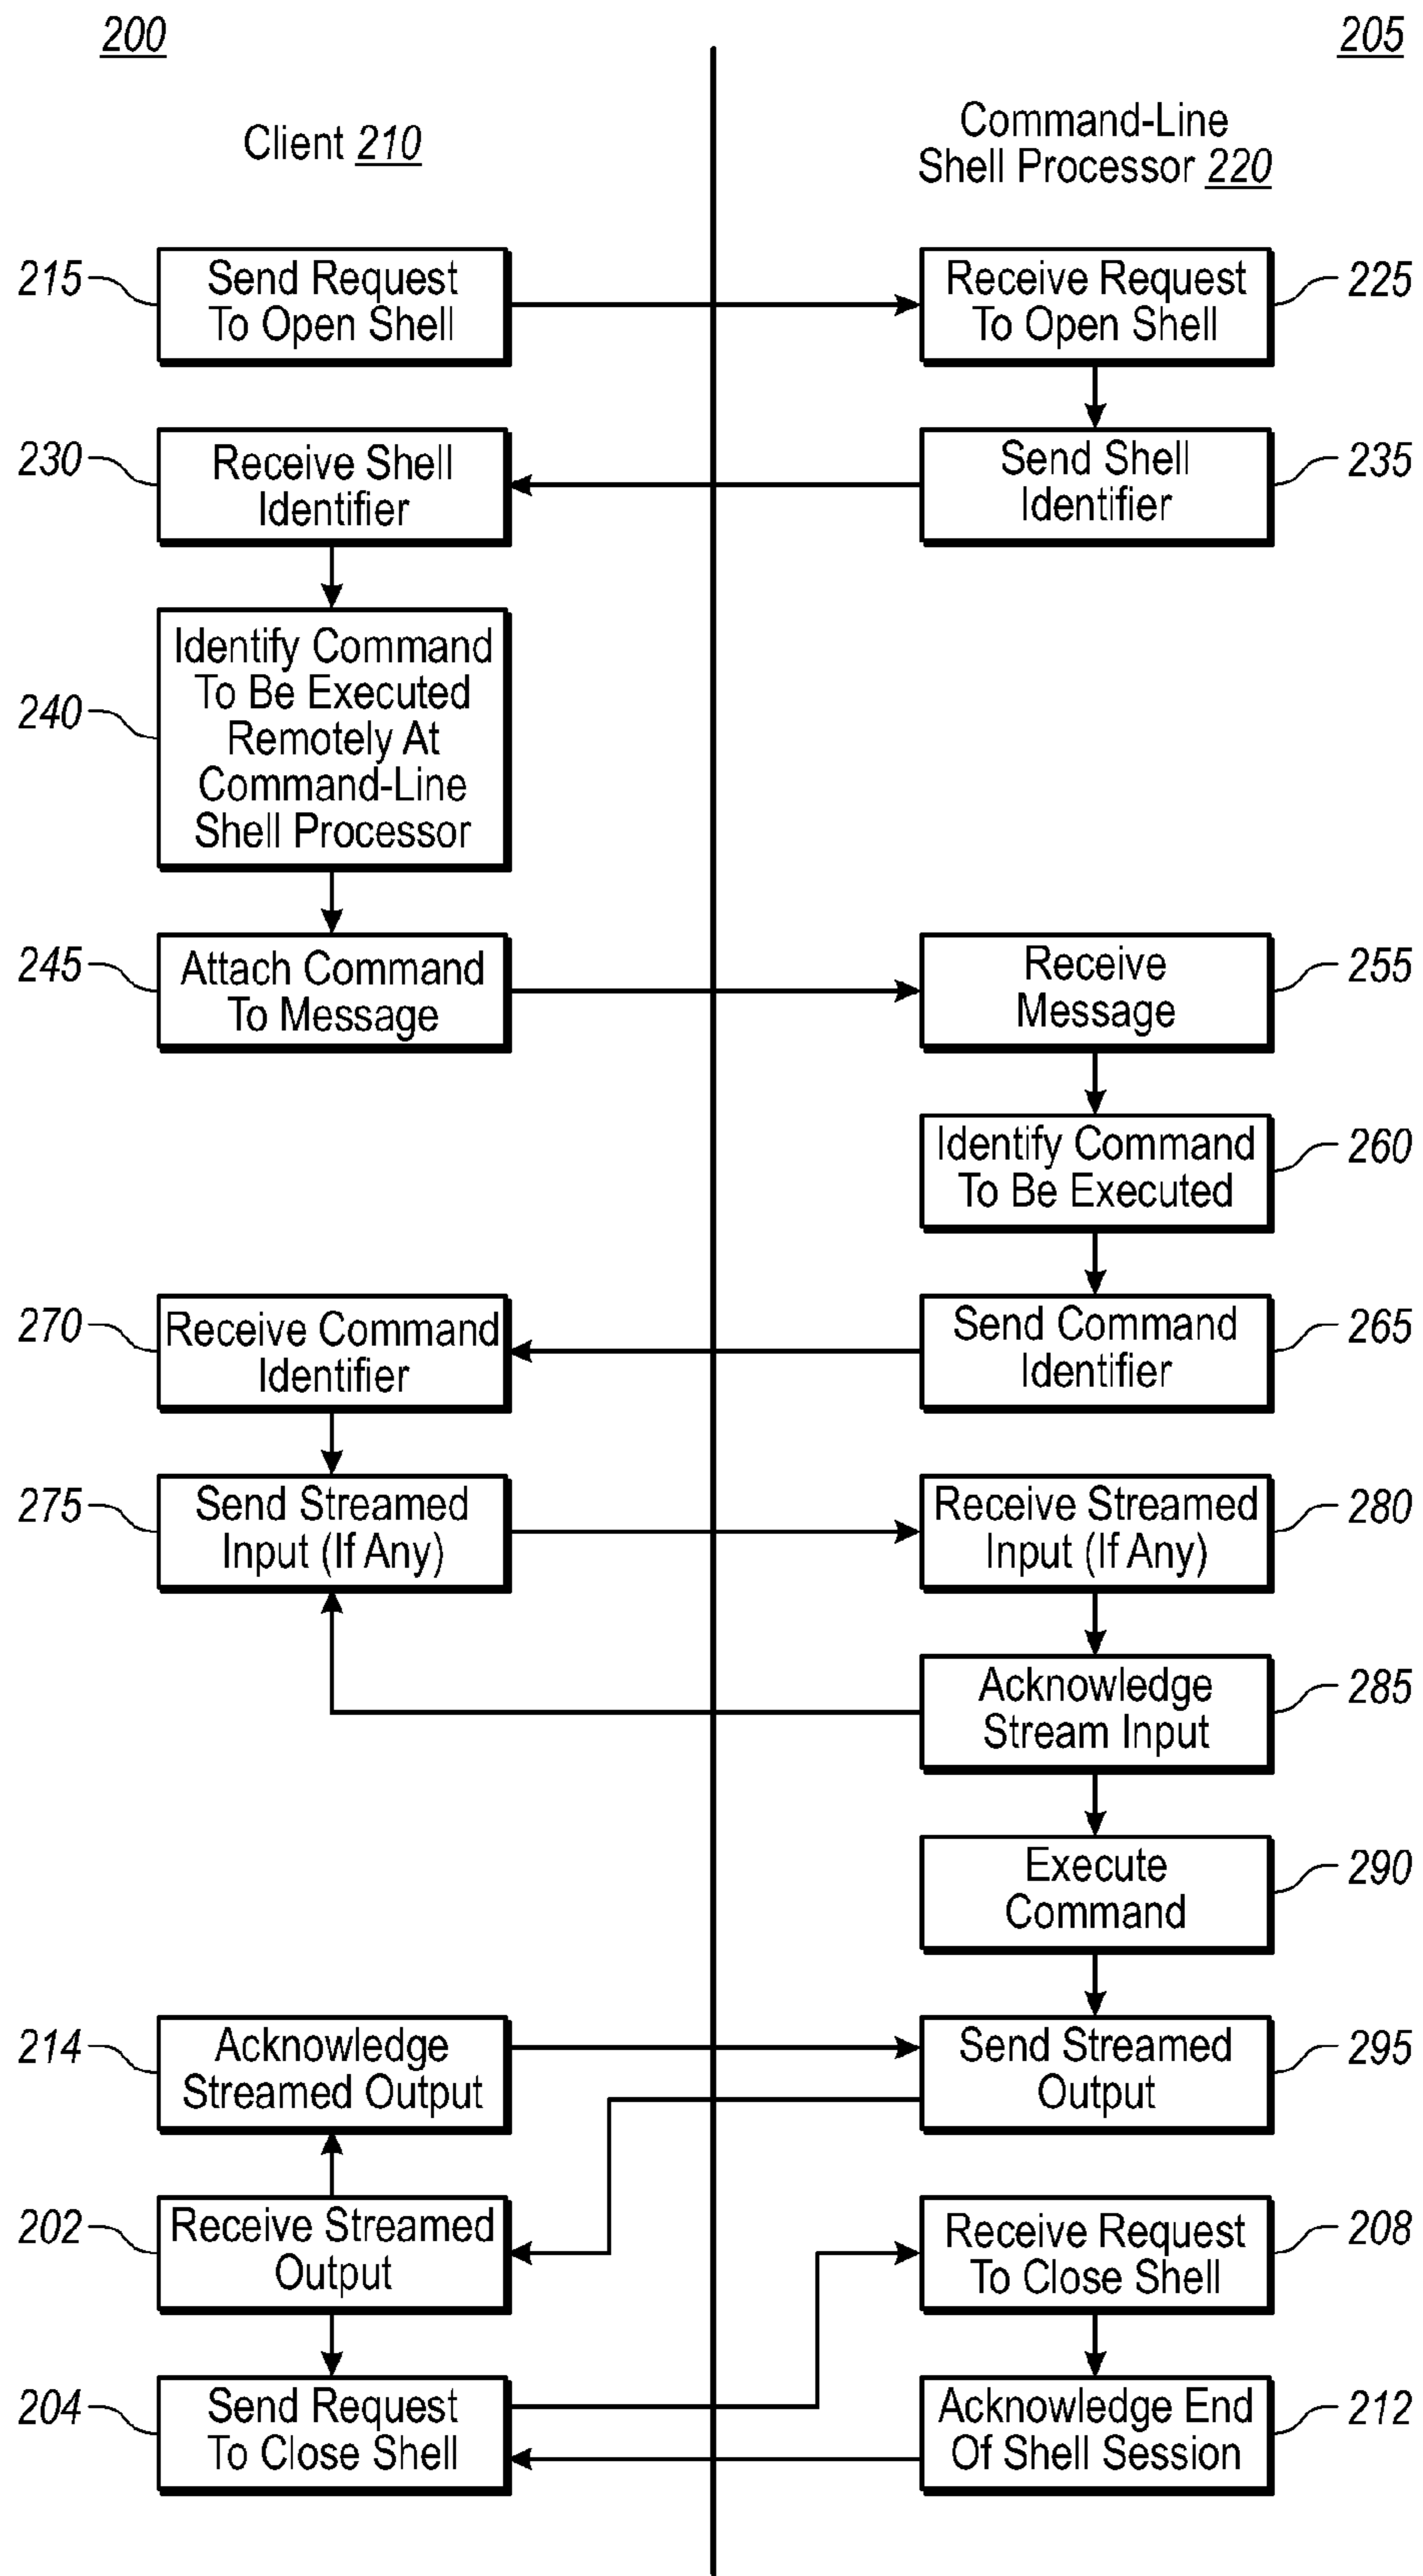 200
205
Client 210
Command-Line
Shell Processor 220
215
Send Request
To Open Shell
Receive Request
To Open Shell
225
230
Receive Shell
Identifier
Send Shell
Identifier
235
240
Identify Command
To Be Executed
Remotely At
Command-Line
Shell Processor
245
Attach Command
To Message
Receive
Message
255
Identify Command
To Be Executed
260
270
Receive Command
Identifier
Send Command
Identifier
265
275
Send Streamed
Input (If Any)
Receive Streamed
Input (If Any)
280
Acknowledge
Stream Input
285
Execute
Command
290
214
Acknowledge
Streamed Output
Send Streamed
Output
295
202
Receive Streamed
Output
Receive Request
To Close Shell
208
204
Send Request
To Close Shell
Acknowledge End
Of Shell Session
212